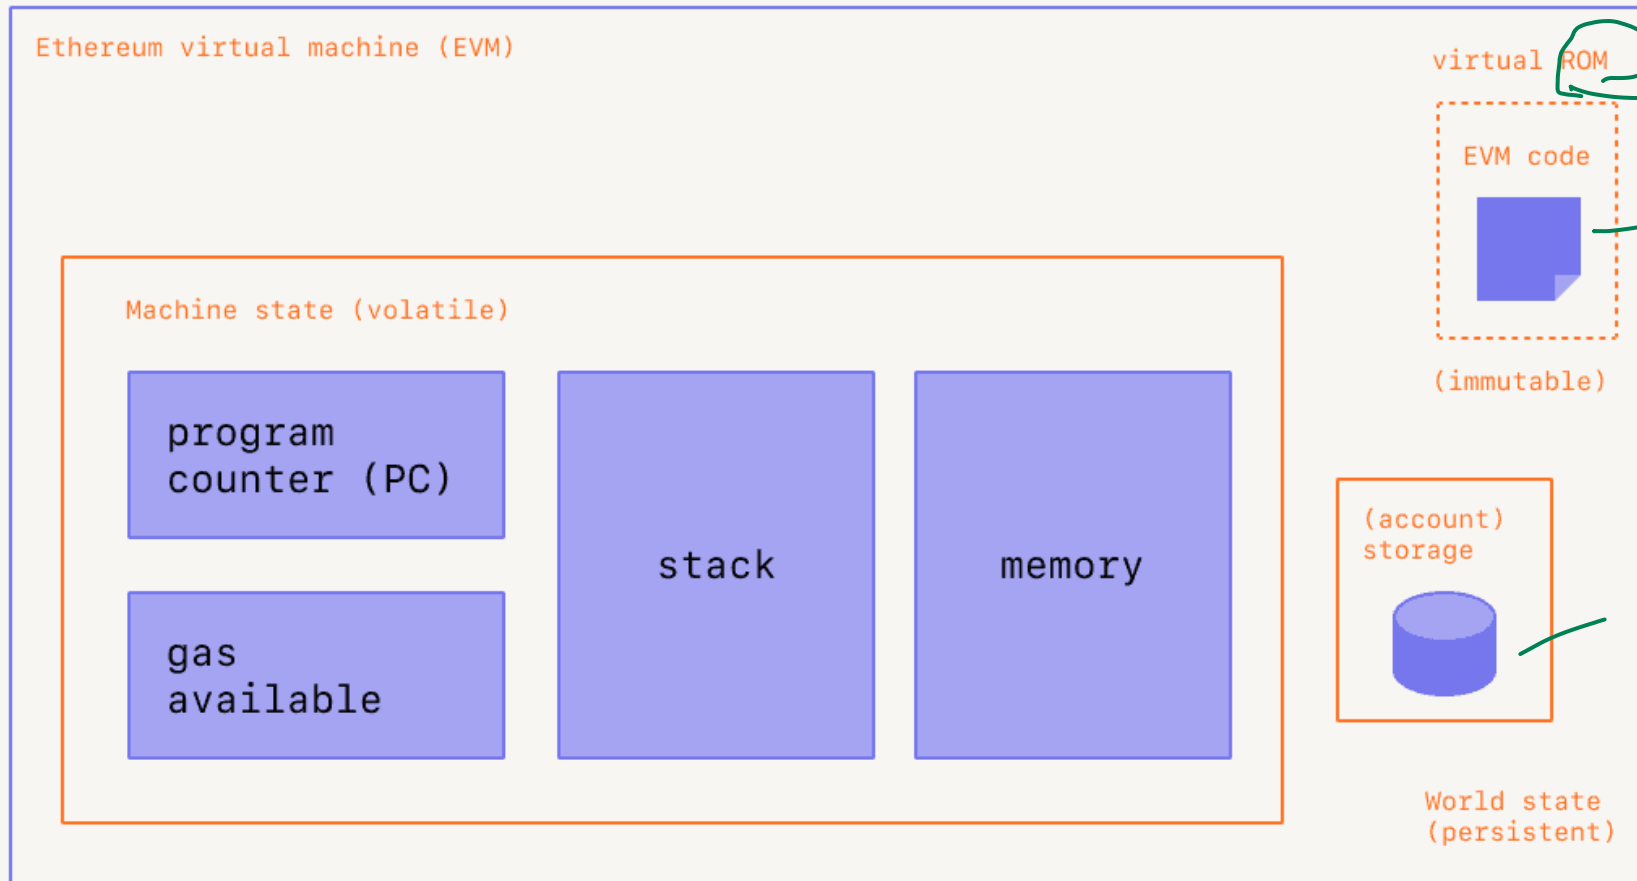 Ethereum virtual machine (EVM)
virtual ROM
EVM code
(immutable)
Machine state (volatile)
program
counter (PC)
gas
available
stack
memory
(account)
storage
World state
(persistent)